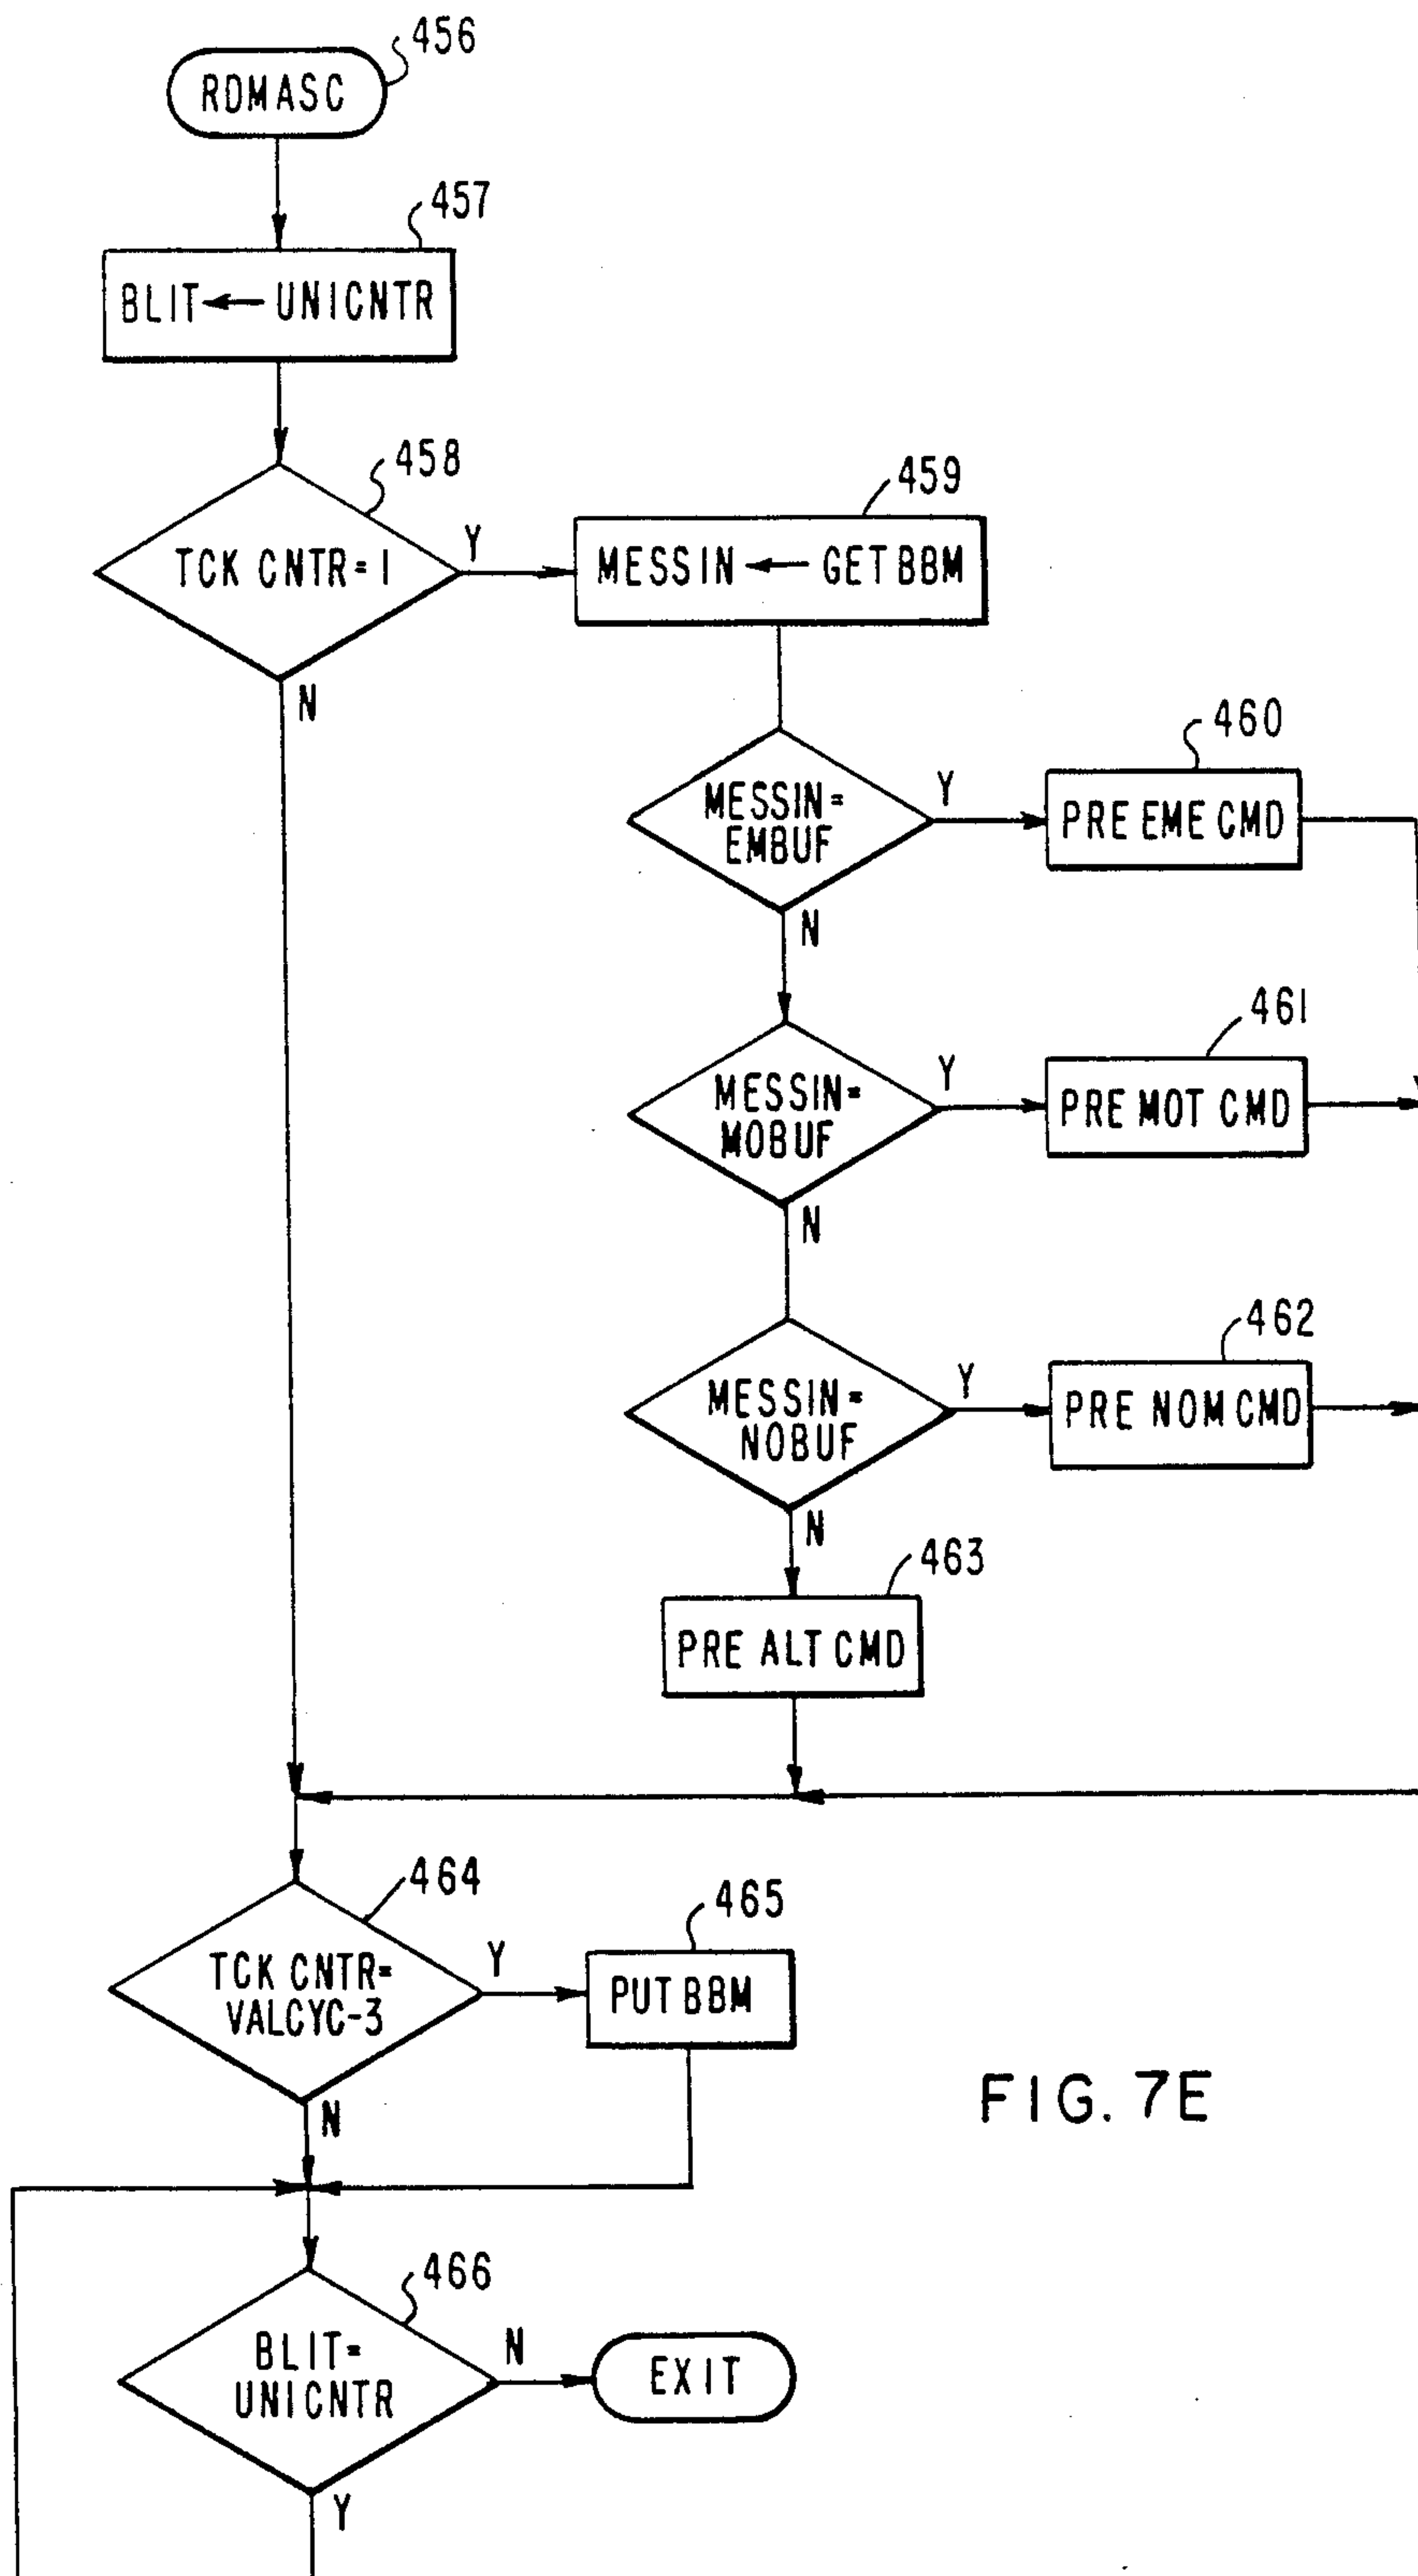 456
RDMASC
457
BLIT ← UNICNTR
458
TCK CNTR = 1
Y
N
459
MESSIN ← GETBBM
MESSIN =
EMBUF
Y
N
460
PRE EME CMD
MESSIN =
MOBUF
Y
N
461
PRE MOT CMD
MESSIN =
NOBUF
Y
N
462
PRE NOM CMD
463
PRE ALT CMD
464
TCK CNTR =
VALCYC-3
Y
N
465
PUT BBM
FIG. 7E
466
BLIT =
UNICNTR
N
Y
EXIT